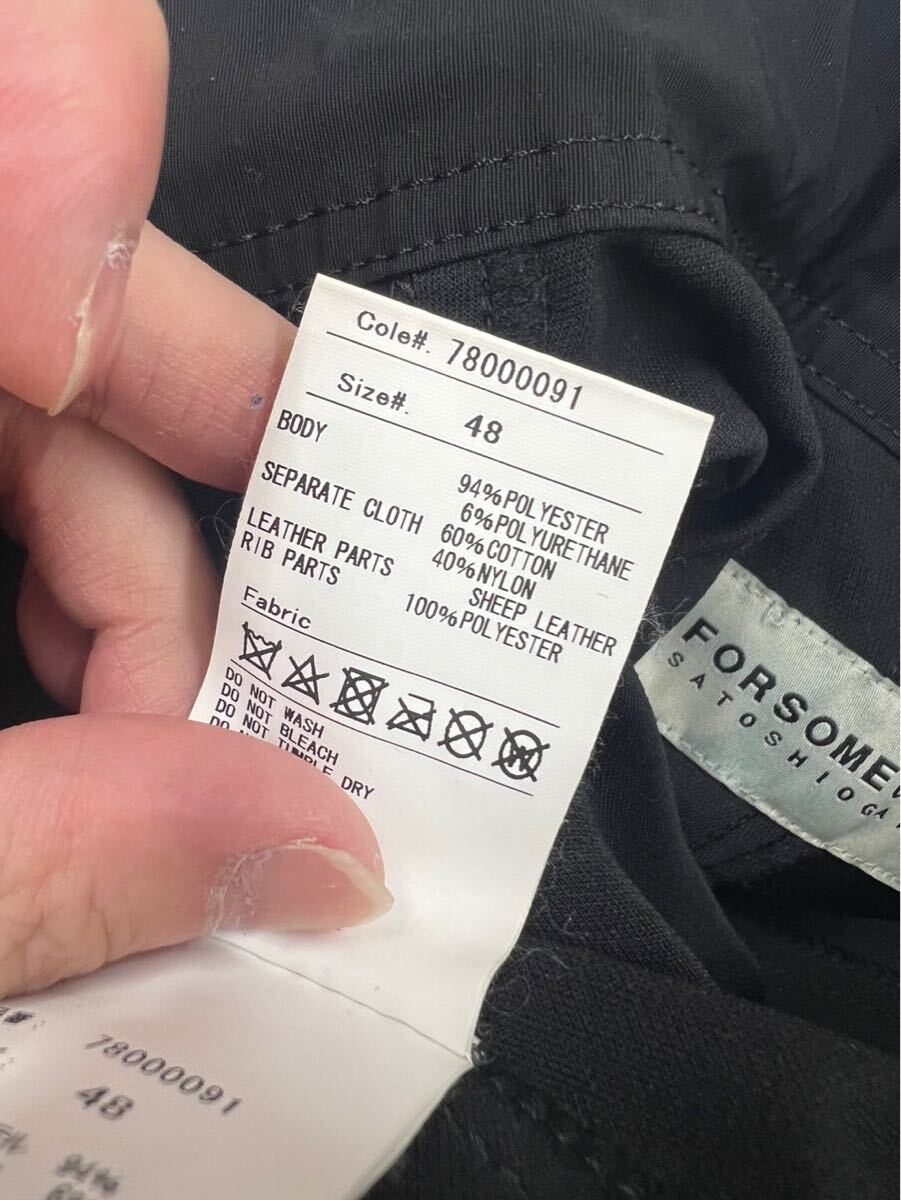 Cole#. 78000091
Size#. 48
BODY 94%POLYESTER
6%POLYURETHANE
SEPARATE CLOTH 60%COTTON
40%NYLON
LEATHER PARTS SHEEP LEATHER
RIB PARTS 100%POLYESTER
Fabric
W
DO NOT WASH
DO NOT BLEACH
DO NOT TUMBLE DRY
FORSOME
SATOSHIOGA
78000091
48
94%